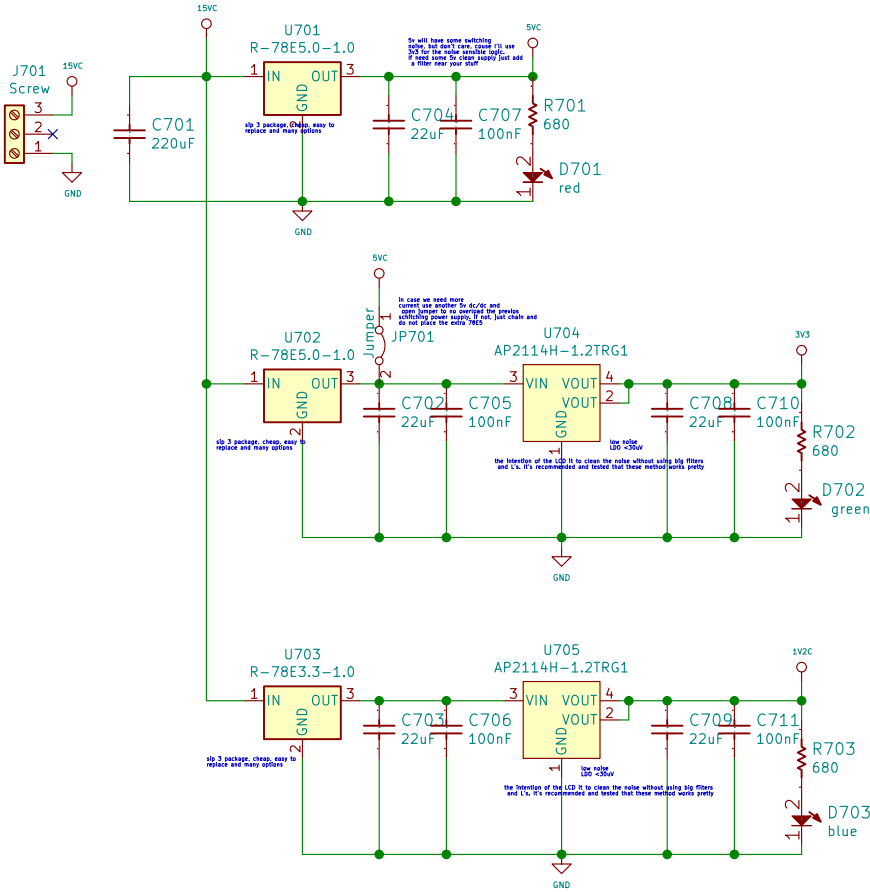 15VC
U701
R-78E5.0-1.0
1 IN OUT 3
GND
2
sip 3 package, cheap, easy to
replace and many options
5v will have some switching
noise, but don't care, couse I'll use
3v3 for the noise sensible logic.
if need some 5v clean supply just add
a filter near your stuff
5VC
J701
Screw
15VC
3
2
1
GND
C701
220uF
C704
22uF
C707
100nF
R701
680
D701
red
2
1
GND
5VC
in case we need more
current use another 5v dc/dc and
open jumper to no overload the previos
schitching power supply. if not, just chain and
do not place the extra 78E5
Jumper
JP701
1
2
U702
R-78E5.0-1.0
1 IN OUT 3
GND
2
sip 3 package, cheap, easy to
replace and many options
C702
22uF
C705
100nF
U704
AP2114H-1.2TRG1
3 VIN VOUT 4
VOUT 2
GND
1
low noise
LDO <30uV
the intention of the LCD it to clean the noise without using big filters
and L's. it's recommended and tested that these method works pretty
C708
22uF
C710
100nF
3V3
R702
680
D702
green
2
1
GND
U703
R-78E3.3-1.0
1 IN OUT 3
GND
2
sip 3 package, cheap, easy to
replace and many options
C703
22uF
C706
100nF
U705
AP2114H-1.2TRG1
3 VIN VOUT 4
VOUT 2
GND
1
low noise
LDO <30uV
the intention of the LCD it to clean the noise without using big filters
and L's. it's recommended and tested that these method works pretty
C709
22uF
C711
100nF
1V2C
R703
680
D703
blue
2
1
GND